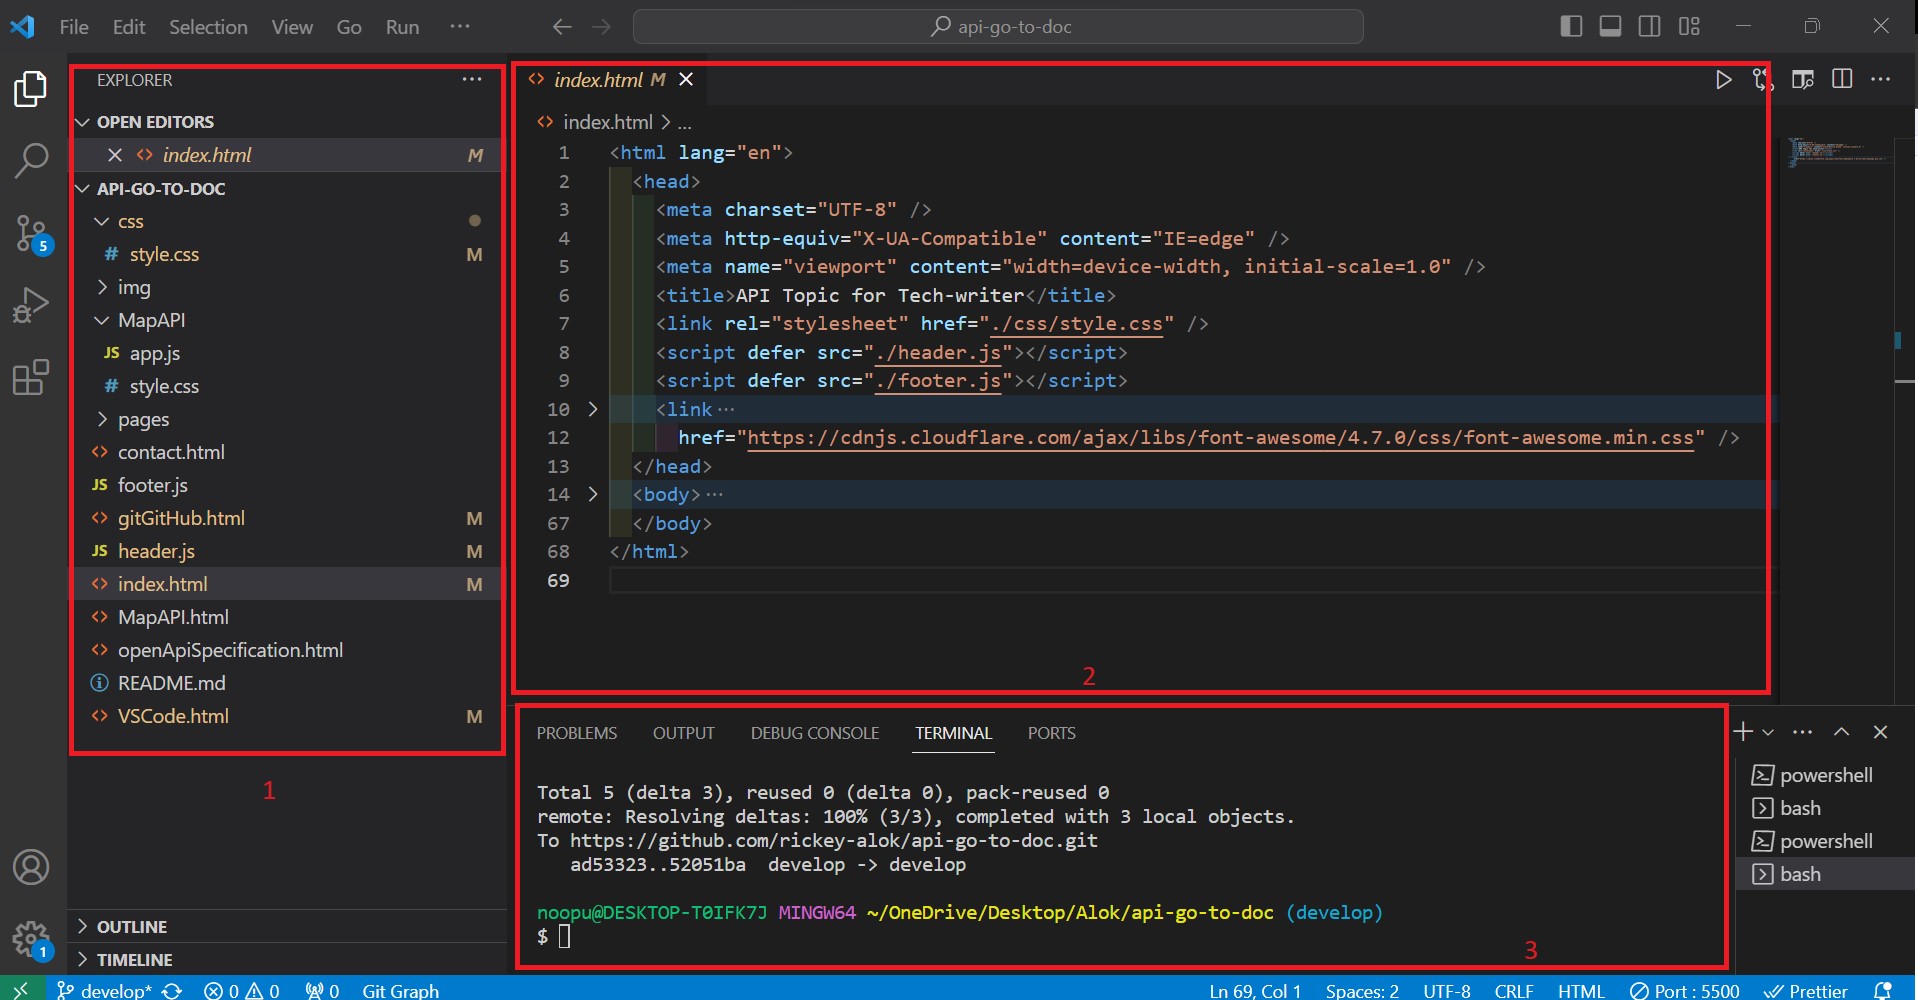 File Edit Selection View Go Run ···
api-go-to-doc
EXPLORER ···
OPEN EDITORS
index.html M
API-GO-TO-DOC
css
# style.css M
img
MapAPI
JS app.js
# style.css
pages
<> contact.html
JS footer.js
<> gitGitHub.html M
JS header.js M
<> index.html M
<> MapAPI.html
<> openApiSpecification.html
README.md
<> VSCode.html M
1
OUTLINE
TIMELINE
5
1
<> index.html M
<> index.html > ...
1 <html lang="en">
2 <head>
3 <meta charset="UTF-8" />
4 <meta http-equiv="X-UA-Compatible" content="IE=edge" />
5 <meta name="viewport" content="width=device-width, initial-scale=1.0" />
6 <title>API Topic for Tech-writer</title>
7 <link rel="stylesheet" href="./css/style.css" />
8 <script defer src="./header.js"></script>
9 <script defer src="./footer.js"></script>
10 <link···
12 href="https://cdnjs.cloudflare.com/ajax/libs/font-awesome/4.7.0/css/font-awesome.min.css" />
13 </head>
14 <body>···
67 </body>
68 </html>
69
2
PROBLEMS OUTPUT DEBUG CONSOLE TERMINAL PORTS
Total 5 (delta 3), reused 0 (delta 0), pack-reused 0
remote: Resolving deltas: 100% (3/3), completed with 3 local objects.
To https://github.com/rickey-alok/api-go-to-doc.git
ad53323..52051ba develop -> develop
noopu@DESKTOP-T0IFK7J MINGW64 ~/OneDrive/Desktop/Alok/api-go-to-doc (develop)
$
3
powershell
bash
powershell
bash
develop* 0 0 0 Git Graph Ln 69, Col 1 Spaces: 2 UTF-8 CRLF HTML Port : 5500 Prettier